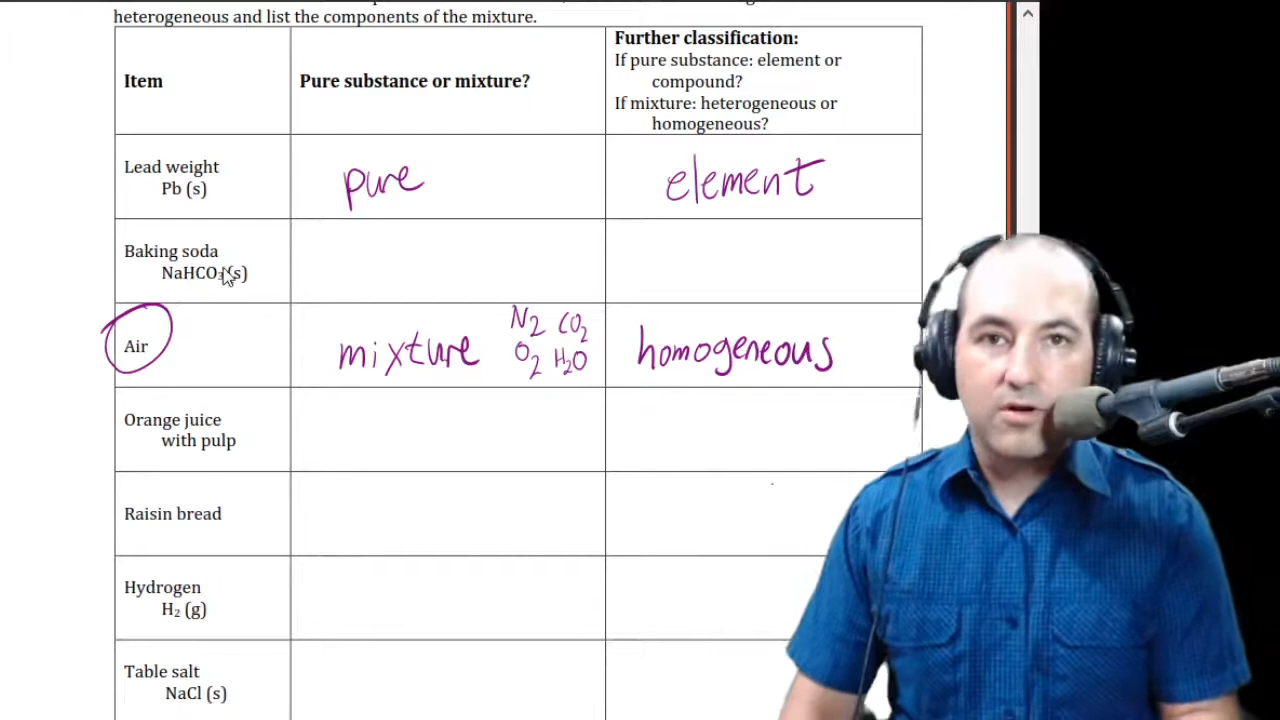 heterogeneous and list the components of the mixture.
Item
Pure substance or mixture?
Further classification:
If pure substance: element or
compound?
If mixture: heterogeneous or
homogeneous?
Lead weight
Pb (s)
pure
element
Baking soda
NaHCO₃(s)
Air
mixture
N2 CO2
O2 H2O
homogeneous
Orange juice
with pulp
Raisin bread
Hydrogen
H₂ (g)
Table salt
NaCl (s)